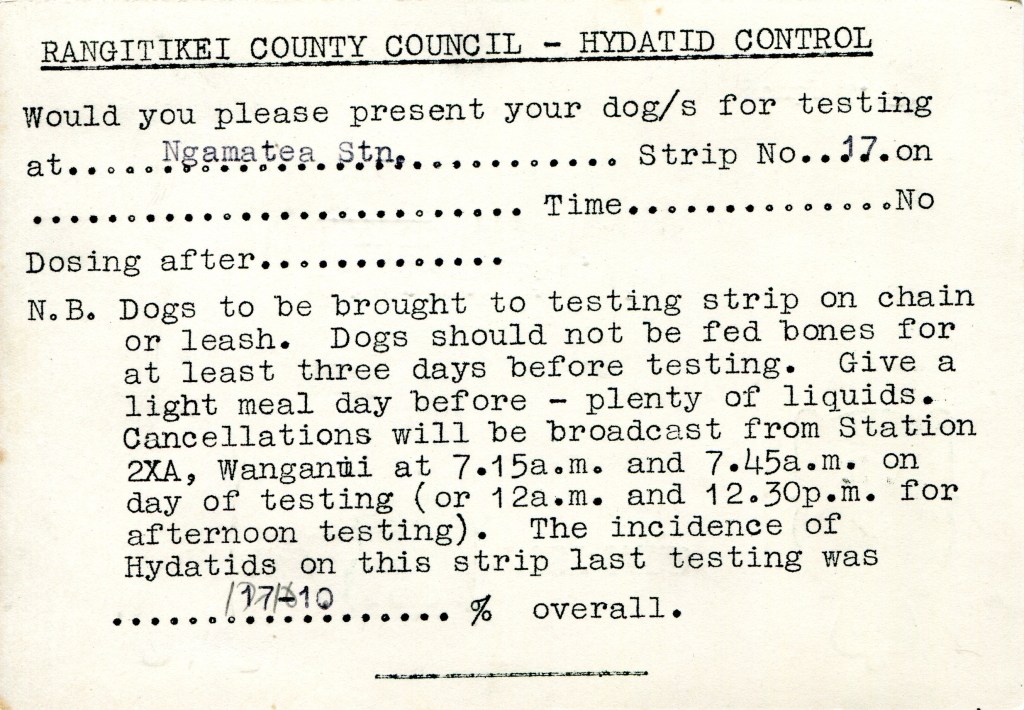 RANGITIKEI COUNTY COUNCIL - HYDATID CONTROL
Would you please present your dog/s for testing
at.....Ngamatea Stn,............ Strip No...17.on
......................... Time...............No
Dosing after.............
N.B. Dogs to be brought to testing strip on chain
or leash. Dogs should not be fed bones for
at least three days before testing. Give a
light meal day before - plenty of liquids.
Cancellations will be broadcast from Station
2XA, Wanganui at 7.15a.m. and 7.45a.m. on
day of testing (or 12a.m. and 12.30p.m. for
afternoon testing). The incidence of
Hydatids on this strip last testing was
......17-10...... % overall.